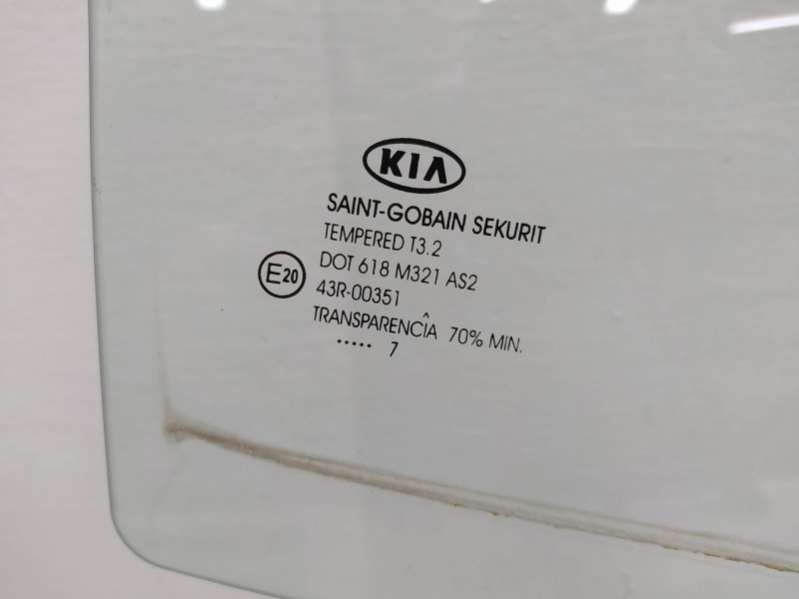 KIA
SAINT-GOBAIN SEKURIT
TEMPERED T3.2
DOT 618 M321 AS2
E20
43R-00351
TRANSPARENCÎA 70% MIN.
..... 7